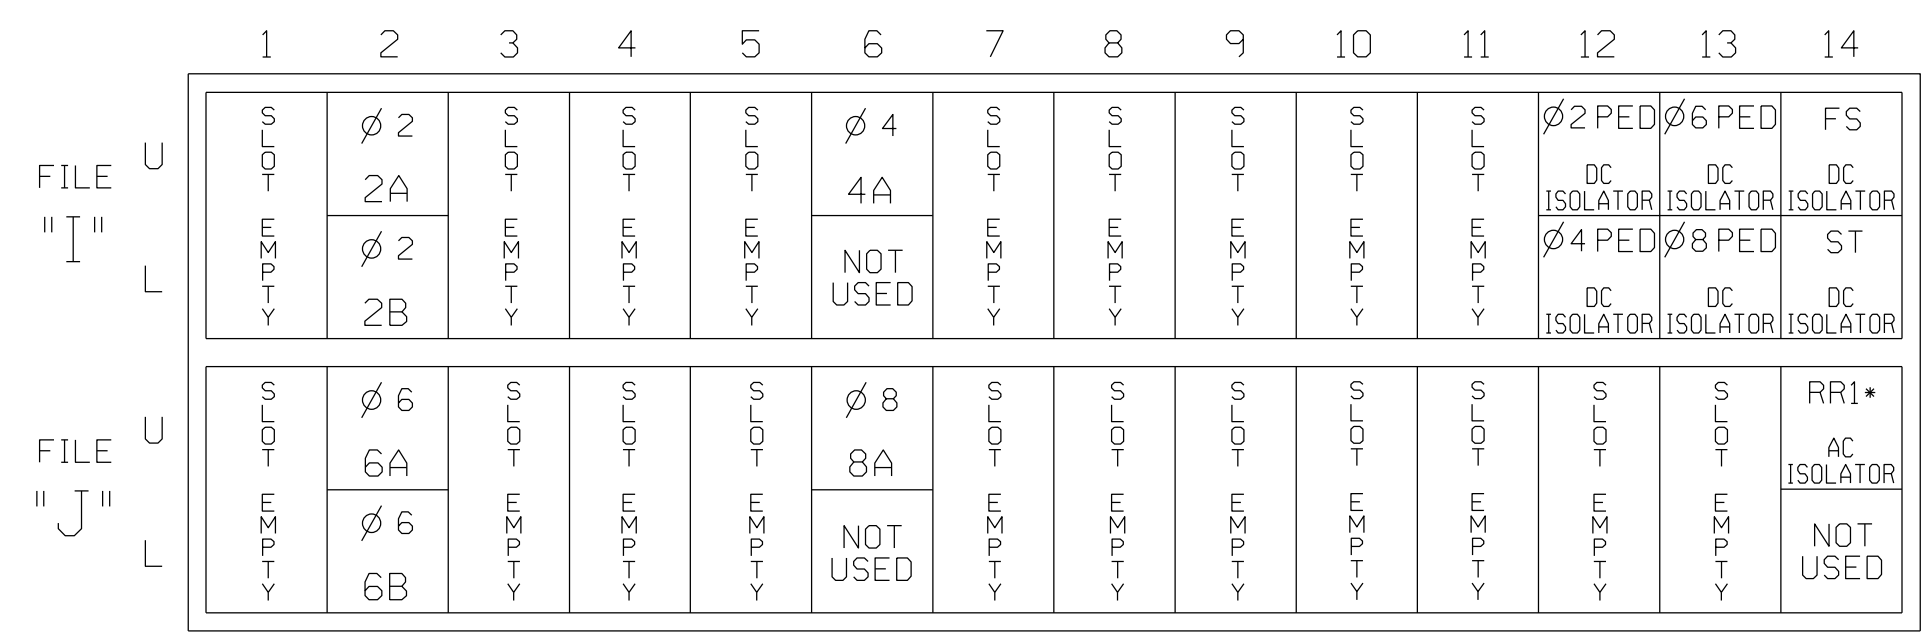 1 2 3 4 5 6 7 8 9 10 11 12 13 14
FILE "I"
U
L
SLOT EMPTY
Ø 2
2A
Ø 2
2B
SLOT EMPTY
SLOT EMPTY
SLOT EMPTY
Ø 4
4A
NOT
USED
SLOT EMPTY
SLOT EMPTY
SLOT EMPTY
SLOT EMPTY
SLOT EMPTY
Ø2 PED
DC
ISOLATOR
Ø4 PED
DC
ISOLATOR
Ø6 PED
DC
ISOLATOR
Ø8 PED
DC
ISOLATOR
FS
DC
ISOLATOR
ST
DC
ISOLATOR
FILE "J"
U
L
SLOT EMPTY
Ø 6
6A
Ø 6
6B
SLOT EMPTY
SLOT EMPTY
SLOT EMPTY
Ø 8
8A
NOT
USED
SLOT EMPTY
SLOT EMPTY
SLOT EMPTY
SLOT EMPTY
SLOT EMPTY
SLOT EMPTY
SLOT EMPTY
RR1*
AC
ISOLATOR
NOT
USED